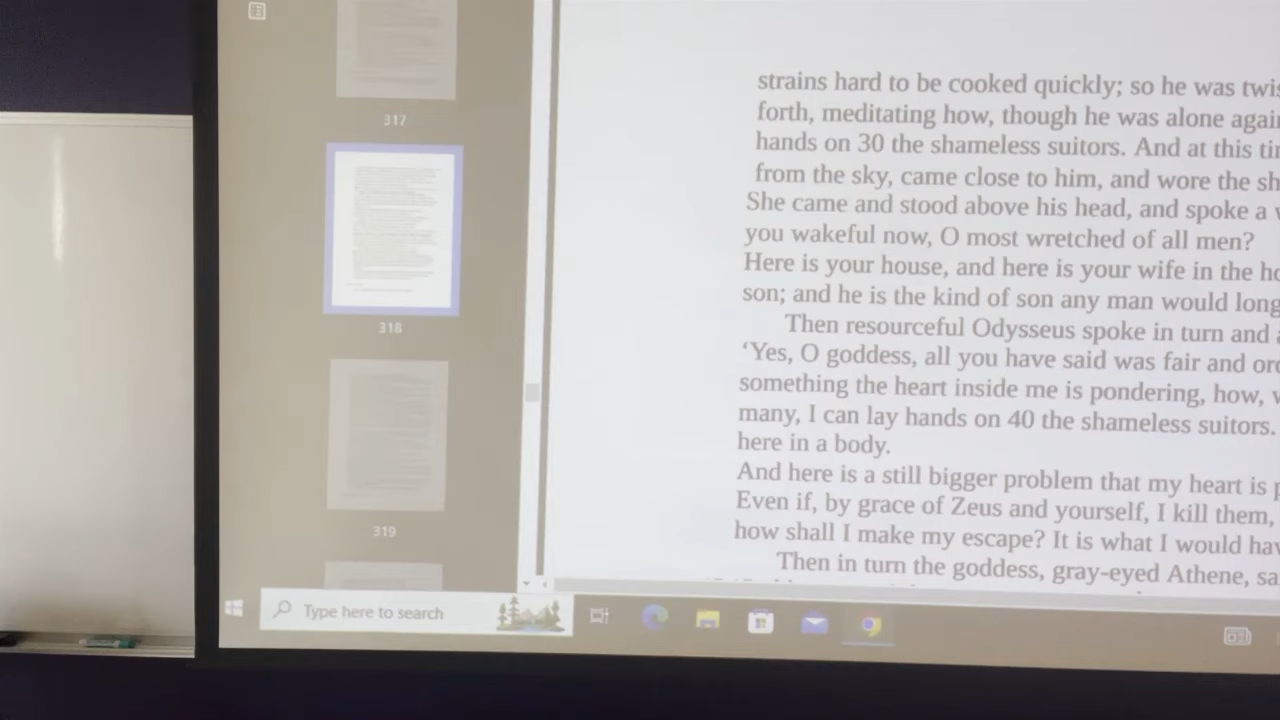 317
318
319
strains hard to be cooked quickly; so he was
forth, meditating how, though he was alone
hands on 30 the shameless suitors. And at this
from the sky, came close to him, and wore the
She came and stood above his head, and spoke a
you wakeful now, O most wretched of all men?
Here is your house, and here is your wife in the
son; and he is the kind of son any man would long
Then resourceful Odysseus spoke in turn and
‘Yes, O goddess, all you have said was fair and
something the heart inside me is pondering, how,
many, I can lay hands on 40 the shameless suitors.
here in a body.
And here is a still bigger problem that my heart is
Even if, by grace of Zeus and yourself, I kill them,
how shall I make my escape? It is what I would
Then in turn the goddess, gray-eyed Athene,
Type here to search